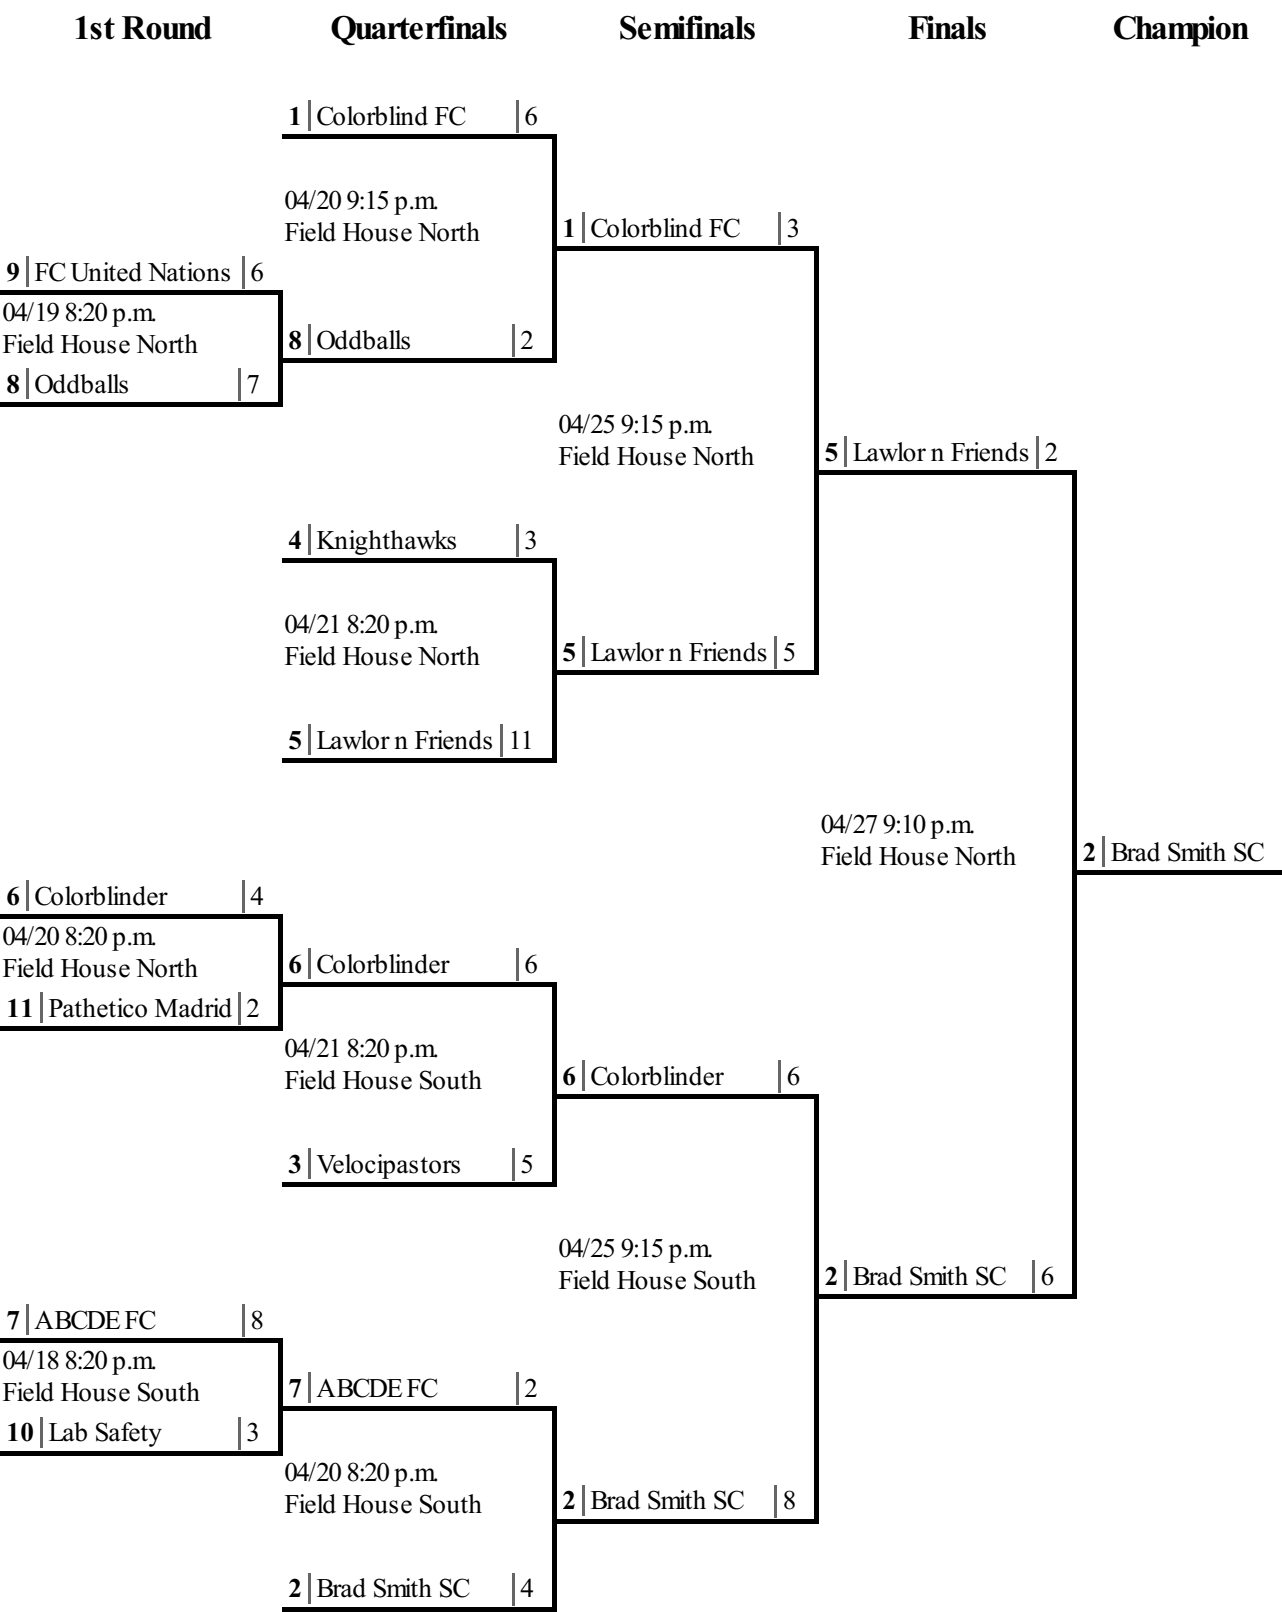 1st Round Quarterfinals Semifinals Finals Champion
1 Colorblind FC 6
04/20 9:15 p.m.
Field House North
1 Colorblind FC 3
9 FC United Nations 6
04/19 8:20 p.m.
Field House North
8 Oddballs 2
8 Oddballs 7
04/25 9:15 p.m.
Field House North
5 Lawlor n Friends 2
4 Knighthawks 3
04/21 8:20 p.m.
Field House North
5 Lawlor n Friends 5
5 Lawlor n Friends 11
04/27 9:10 p.m.
Field House North
2 Brad Smith SC
6 Colorblinder 4
04/20 8:20 p.m.
Field House North
6 Colorblinder 6
11 Pathetico Madrid 2
04/21 8:20 p.m.
Field House South
6 Colorblinder 6
3 Velocipastors 5
04/25 9:15 p.m.
Field House South
2 Brad Smith SC 6
7 ABCDE FC 8
04/18 8:20 p.m.
Field House South
7 ABCDE FC 2
10 Lab Safety 3
04/20 8:20 p.m.
Field House South
2 Brad Smith SC 8
2 Brad Smith SC 4